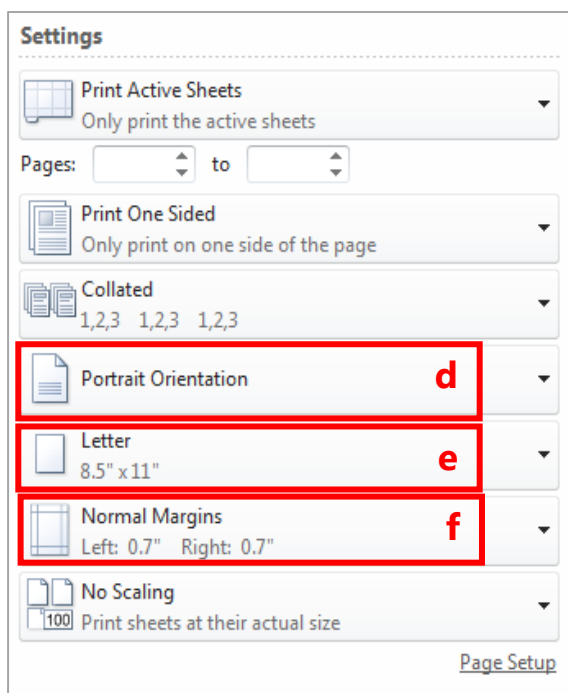 Settings
Print Active Sheets
Only print the active sheets
Pages: to
Print One Sided
Only print on one side of the page
Collated
1,2,3 1,2,3 1,2,3
Portrait Orientation d
Letter
8.5" x 11" e
Normal Margins
Left: 0.7" Right: 0.7" f
No Scaling
100 Print sheets at their actual size
Page Setup